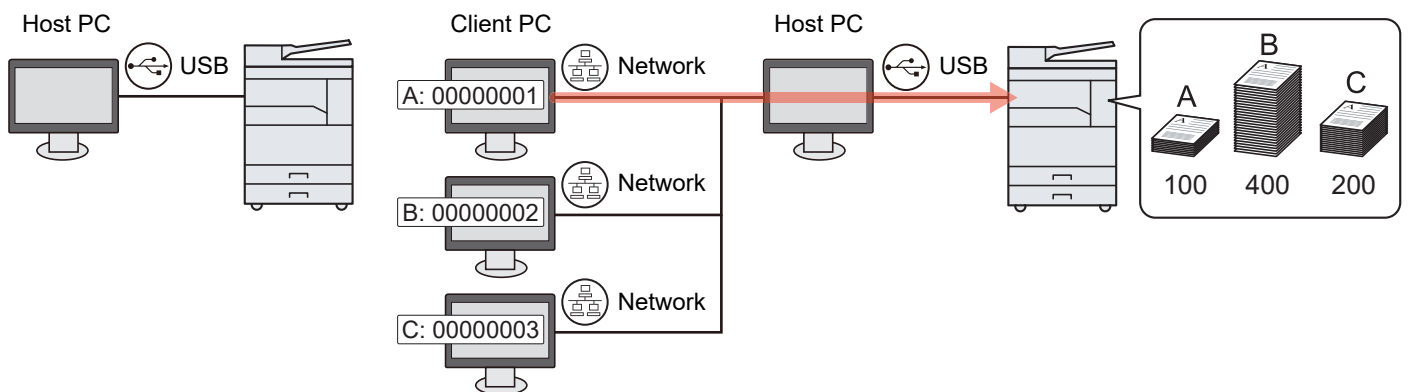 Host PC
USB
Client PC
Network
A: 00000001
Network
B: 00000002
Network
C: 00000003
Host PC
USB
A
B
C
100
400
200